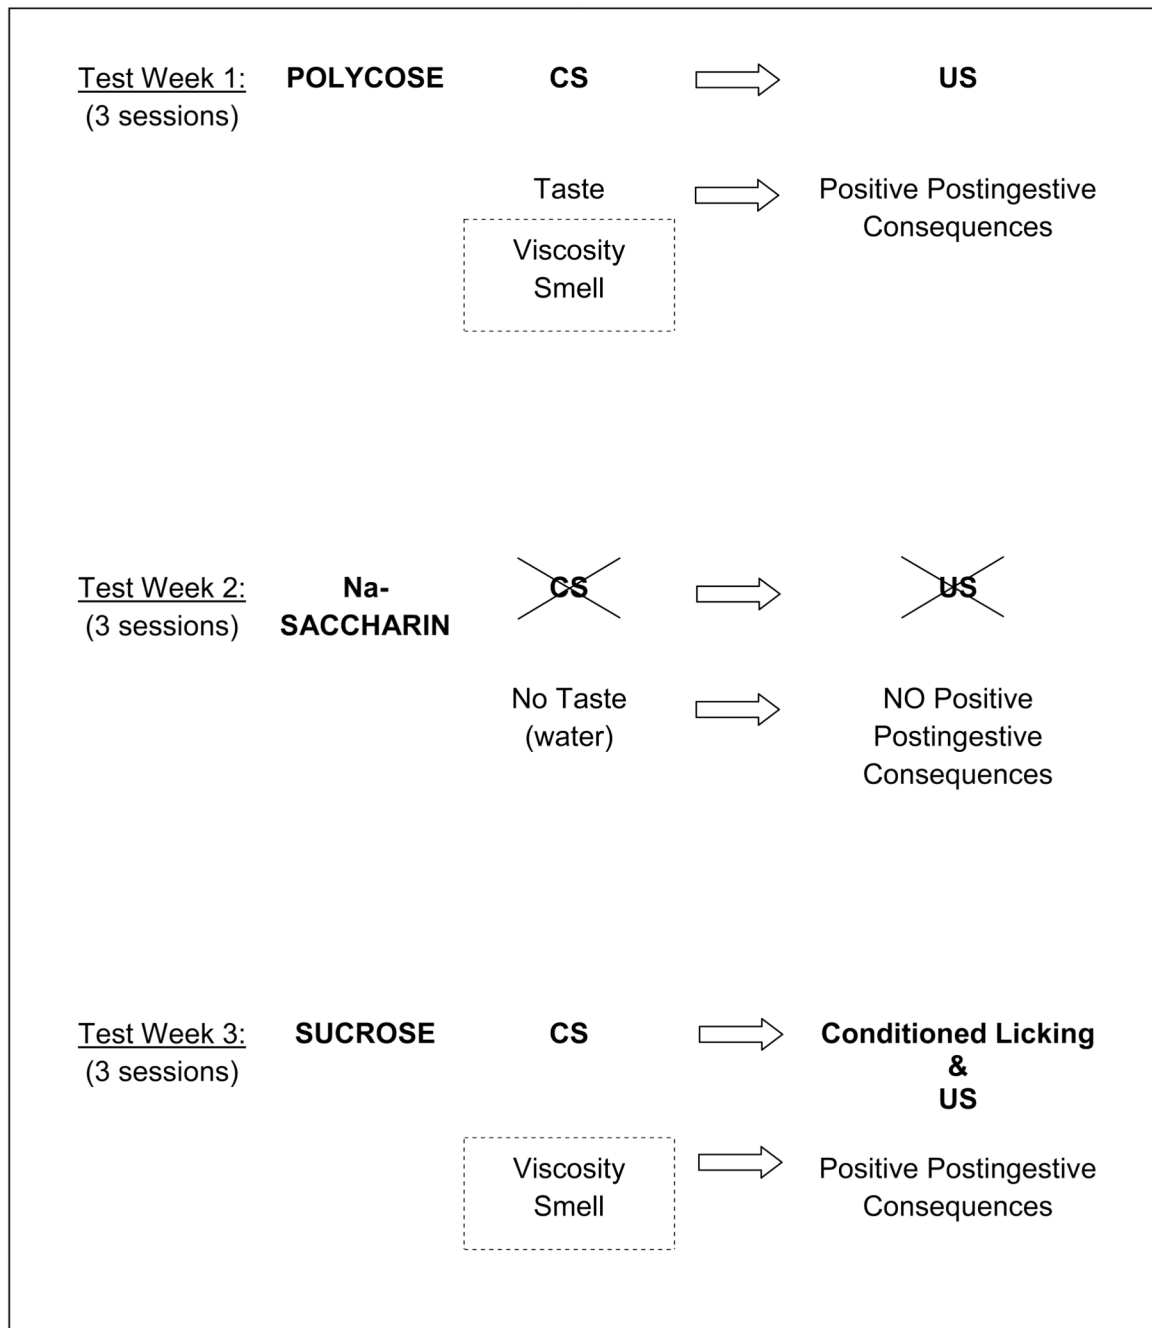 Test Week 1: POLYCOSE CS US
(3 sessions)
Taste Positive Postingestive
Consequences
Viscosity
Smell
Test Week 2: Na- CS US
(3 sessions) SACCHARIN
No Taste NO Positive
(water) Postingestive
Consequences
Test Week 3: SUCROSE CS Conditioned Licking
(3 sessions) &
US
Viscosity Positive Postingestive
Smell Consequences